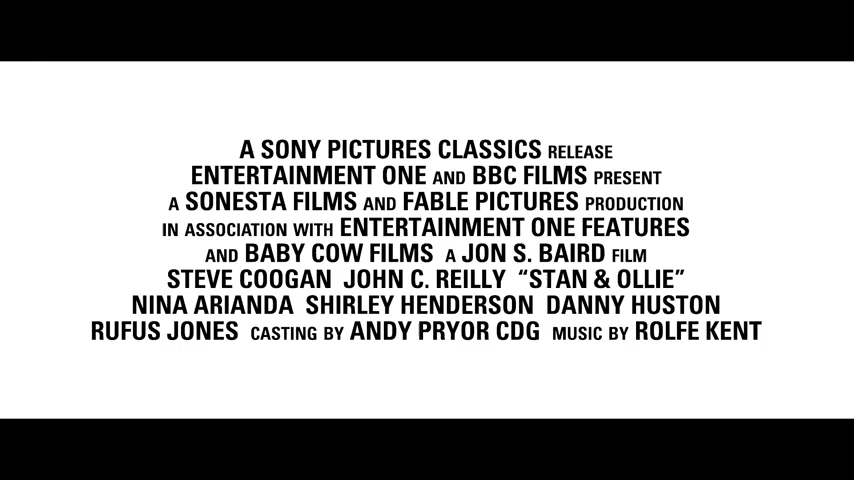 A SONY PICTURES CLASSICS RELEASE
ENTERTAINMENT ONE AND BBC FILMS PRESENT
A SONESTA FILMS AND FABLE PICTURES PRODUCTION
IN ASSOCIATION WITH ENTERTAINMENT ONE FEATURES
AND BABY COW FILMS A JON S. BAIRD FILM
STEVE COOGAN JOHN C. REILLY “STAN & OLLIE”
NINA ARIANDA SHIRLEY HENDERSON DANNY HUSTON
RUFUS JONES CASTING BY ANDY PRYOR CDG MUSIC BY ROLFE KENT